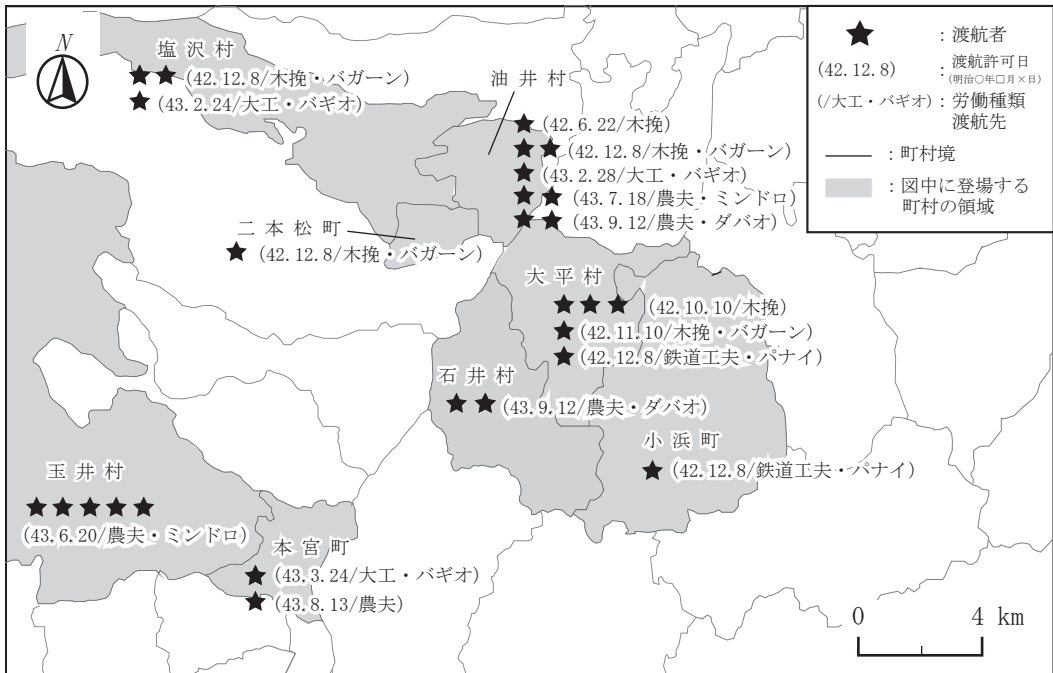 N
塩沢村
★★(42.12.8/木挽・バガーン)
★(43.2.24/大工・バギオ)
油井村
★(42.6.22/木挽)
★★(42.12.8/木挽・バガーン)
★(43.2.28/大工・バギオ)
★★(43.7.18/農夫・ミンドロ)
★★(43.9.12/農夫・ダバオ)
二本松町
★(42.12.8/木挽・バガーン)
大平村
★★★(42.10.10/木挽)
★(42.11.10/木挽・バガーン)
★(42.12.8/鉄道工夫・パナイ)
石井村
★★(43.9.12/農夫・ダバオ)
小浜町
★(42.12.8/鉄道工夫・パナイ)
玉井村
★★★★★
(43.6.20/農夫・ミンドロ)
本宮町
★(43.3.24/大工・バギオ)
★(43.8.13/農夫)
★:渡航者
(42.12.8):渡航許可日
(明治○年□月×日)
(/大工・バギオ):労働種類
渡航先
:町村境
:図中に登場する
町村の領域
0 4 km